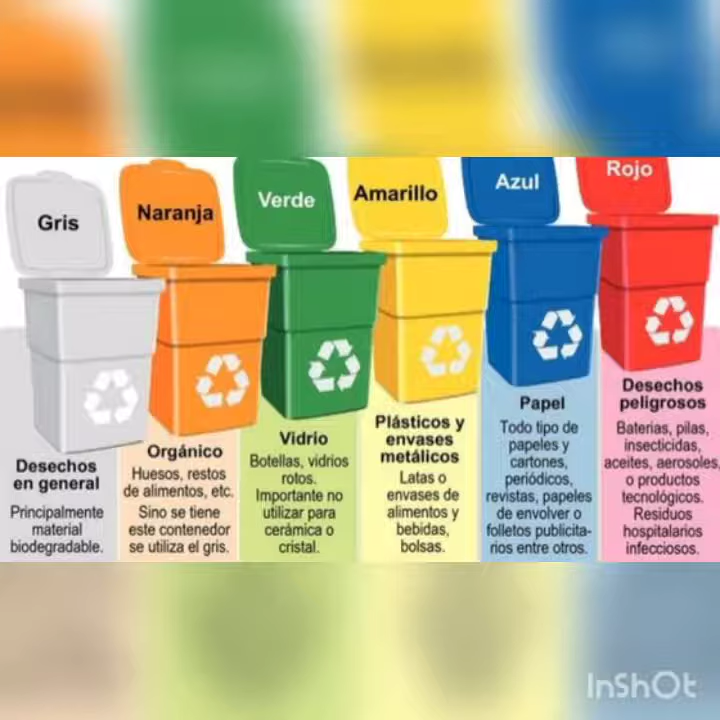 Gris
Naranja
Verde
Amarillo
Azul
Rojo
Desechos
en general
Principalmente
material
biodegradable.
Orgánico
Huesos, restos
de alimentos, etc.
Sino se tiene
este contenedor
se utiliza el gris.
Vidrio
Botellas, vidrios
rotos.
Importante no
utilizar para
cerámica o
cristal.
Plásticos y
envases
metálicos
Latas o
envases de
alimentos y
bebidas,
bolsas.
Papel
Todo tipo de
papeles y
cartones,
periódicos,
revistas, papeles
de envolver o
folletos publicita-
rios entre otros.
Desechos
peligrosos
Baterias, pilas,
insecticidas,
aceites, aerosoles,
o productos
tecnológicos.
Residuos
hospitalarios
infecciosos.
InShOt